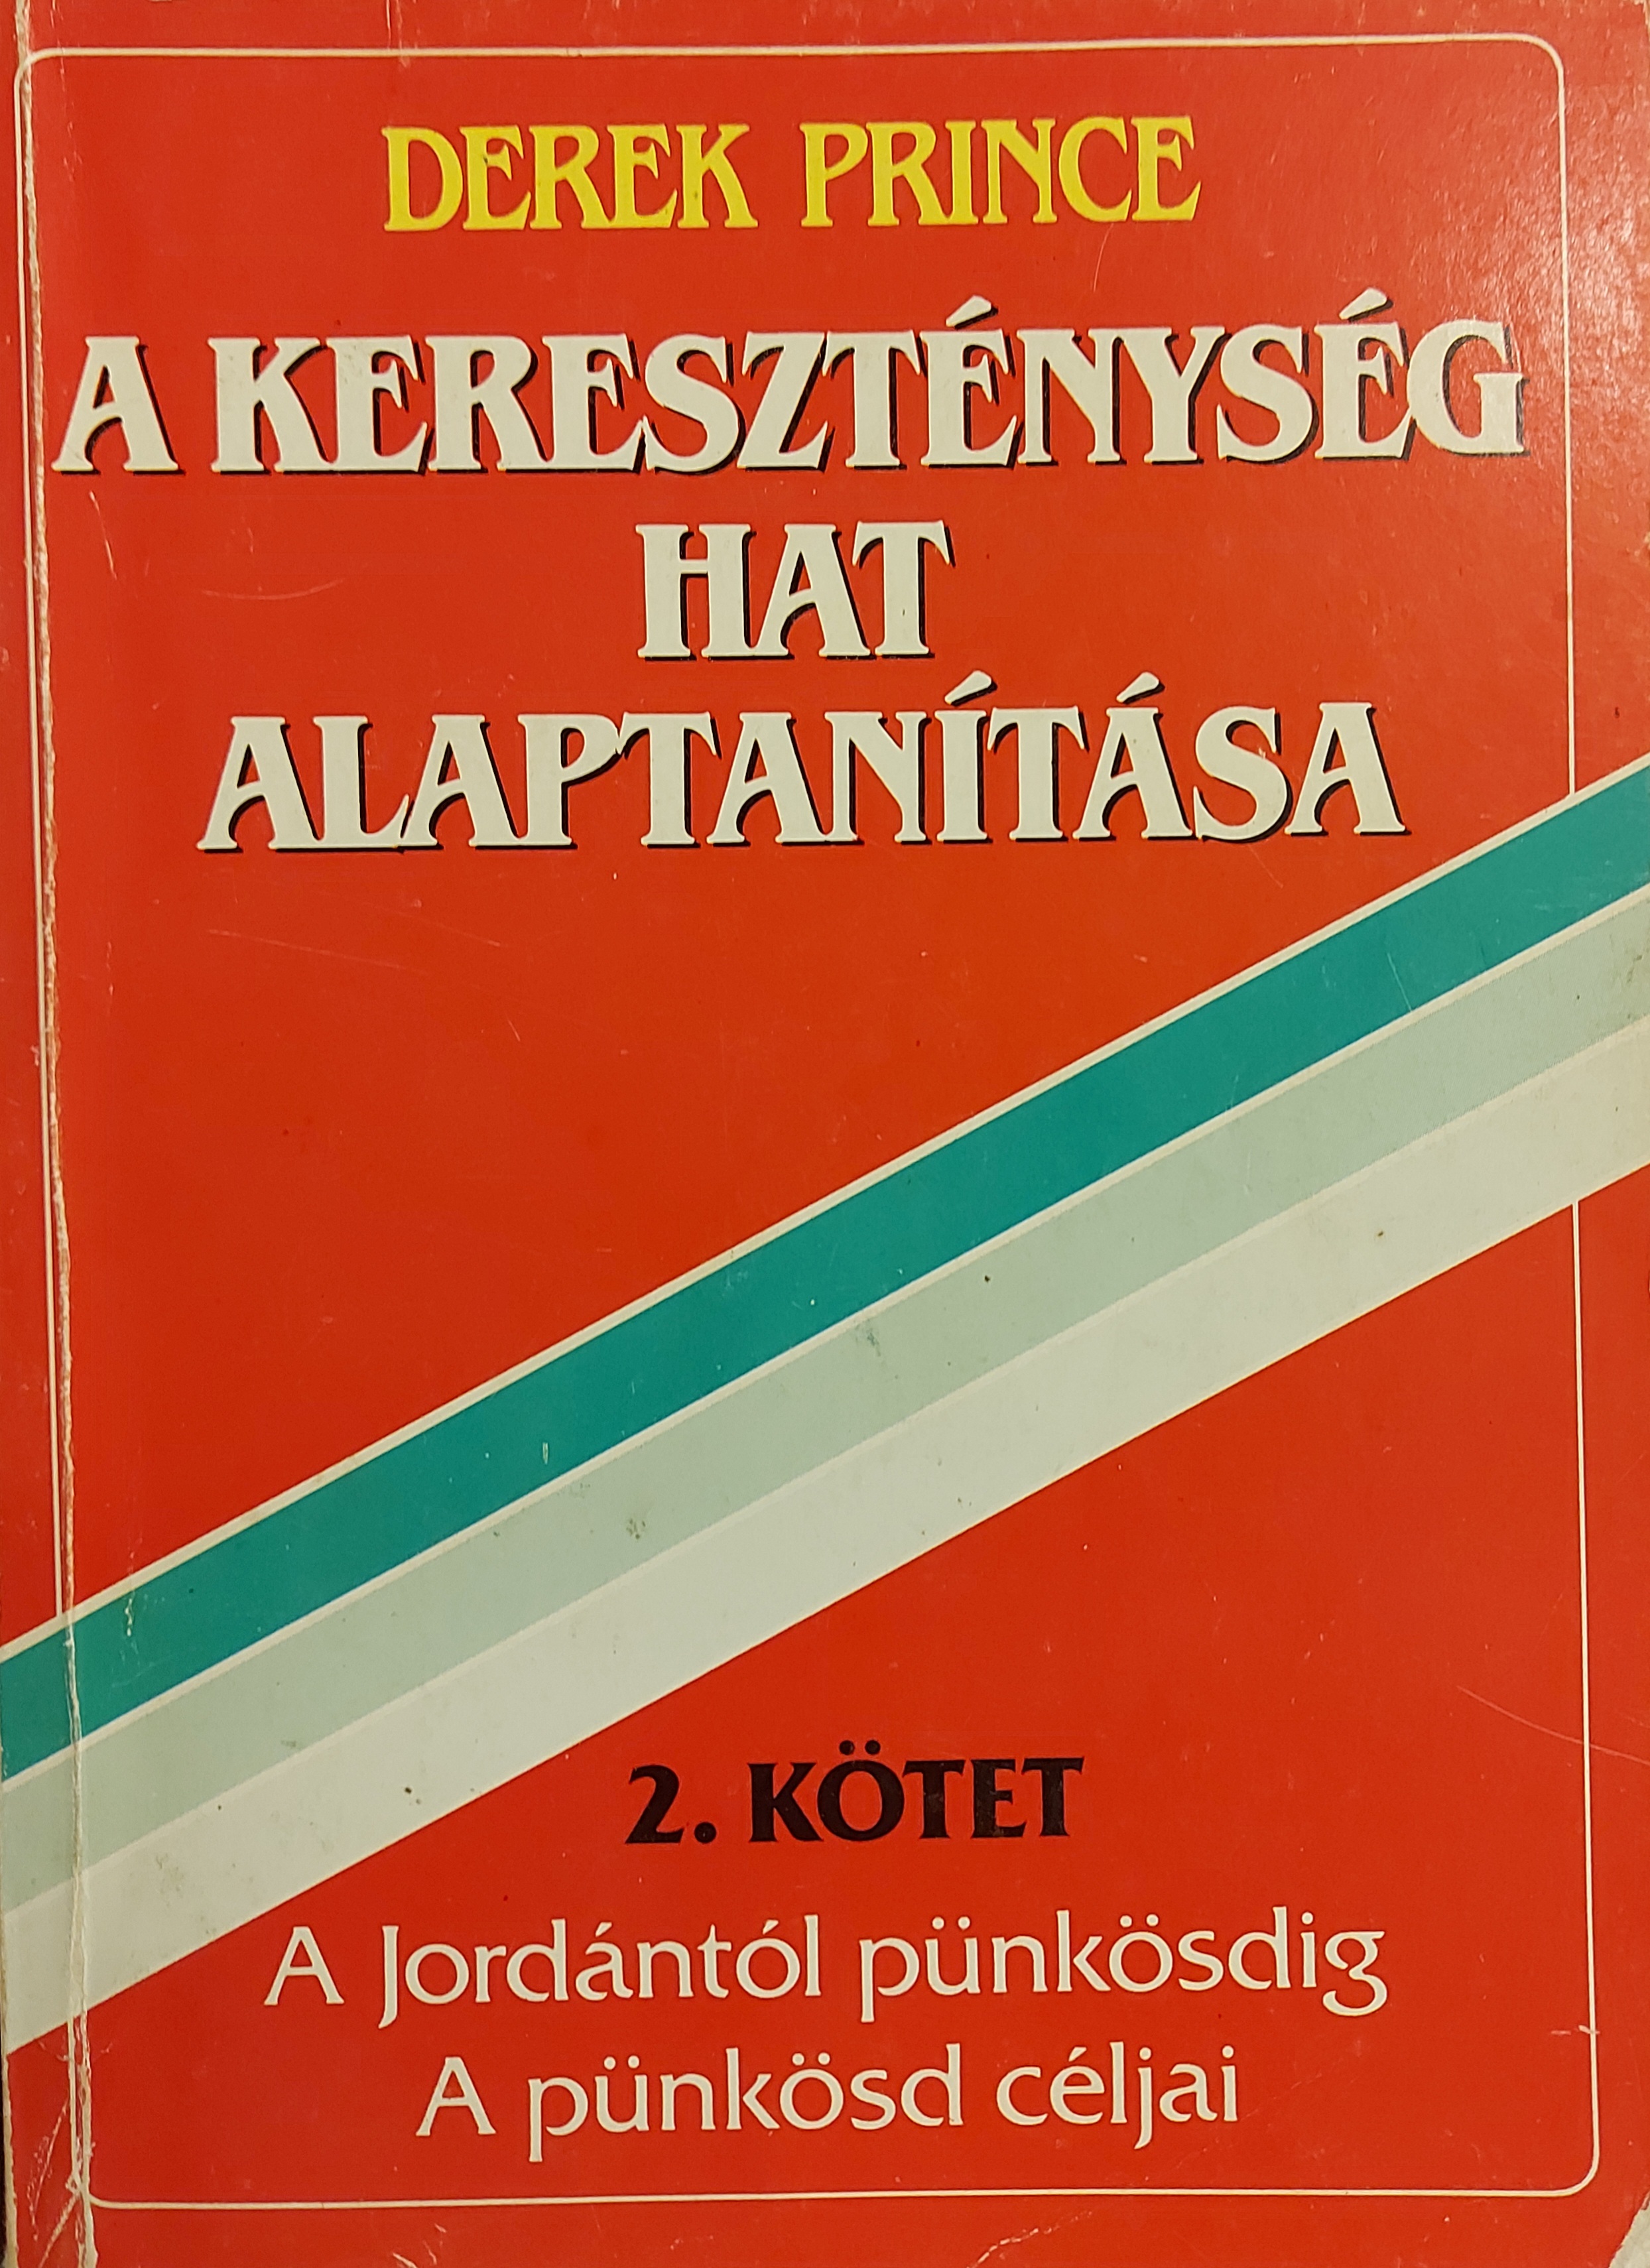 DEREK PRINCE
A KERESZTÉNYSÉG
HAT
ALAPTANÍTÁSA
2. KÖTET
A Jordántól pünkösdig
A pünkösd céljai